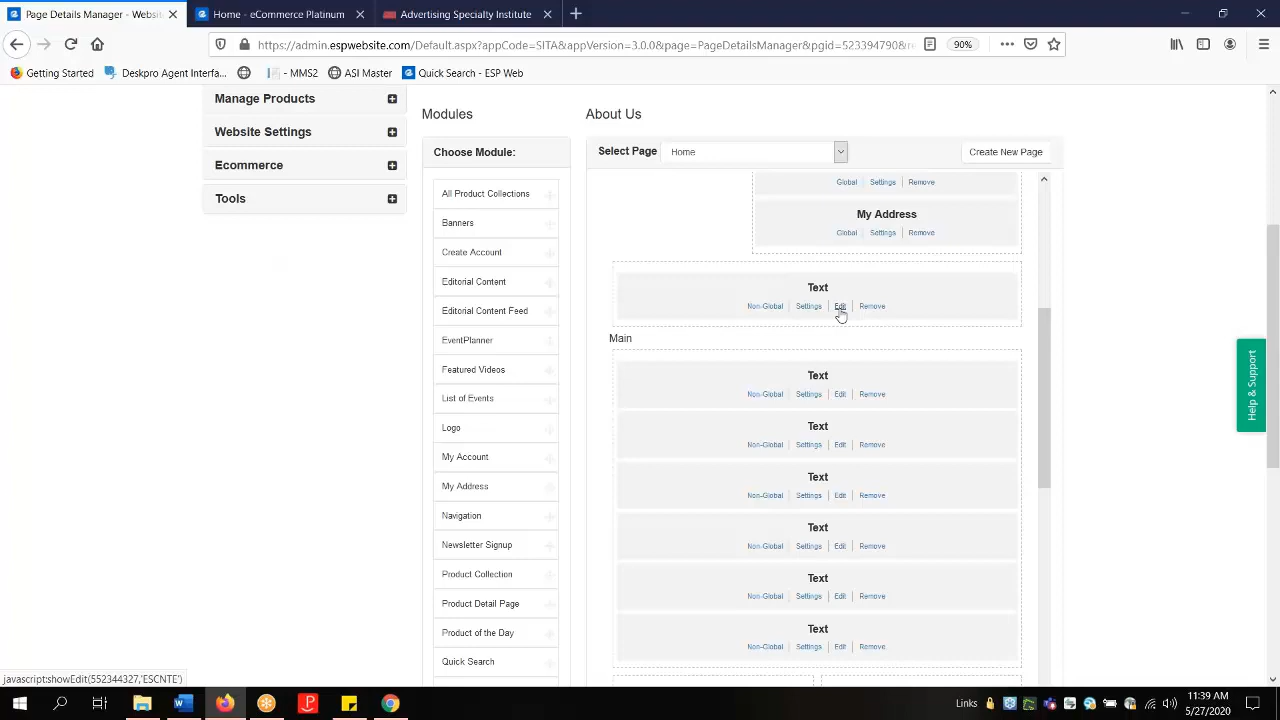 Page Details Manager - Website
Home - eCommerce Platinum
Advertising Specialty Institute
https://admin.espwebsite.com/Default.aspx?appCode=SITA&appVersion=3.0.0&page=PageDetailsManager&pgid=523394790&
90%
Getting Started
Deskpro Agent Interfa...
- MMS2
ASI Master
Quick Search - ESP Web
Manage Products
Website Settings
Ecommerce
Tools
Modules
Choose Module:
All Product Collections
Banners
Create Account
Editorial Content
Editorial Content Feed
EventPlanner
Featured Videos
List of Events
Logo
My Account
My Address
Navigation
Newsletter Signup
Product Collection
Product Detail Page
Product of the Day
Quick Search
About Us
Select Page
Home
Create New Page
Global Settings Remove
My Address
Global Settings Remove
Text
Non-Global Settings Edit Remove
Main
Text
Non-Global Settings Edit Remove
Text
Non-Global Settings Edit Remove
Text
Non-Global Settings Edit Remove
Text
Non-Global Settings Edit Remove
Text
Non-Global Settings Edit Remove
Text
Non-Global Settings Edit Remove
Help & Support
javascript:showEdit(552344327,'ESCNTE')
Links
11:39 AM
5/27/2020